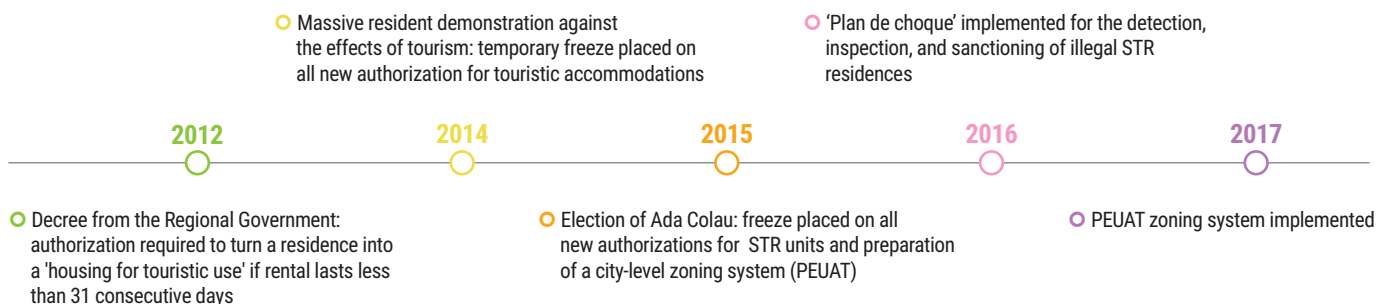 Massive resident demonstration against
the effects of tourism: temporary freeze placed on
all new authorization for touristic accommodations
'Plan de choque' implemented for the detection,
inspection, and sanctioning of illegal STR
residences
2012
2014
2015
2016
2017
Decree from the Regional Government:
authorization required to turn a residence into
a 'housing for touristic use' if rental lasts less
than 31 consecutive days
Election of Ada Colau: freeze placed on all
new authorizations for STR units and preparation
of a city-level zoning system (PEUAT)
PEUAT zoning system implemented